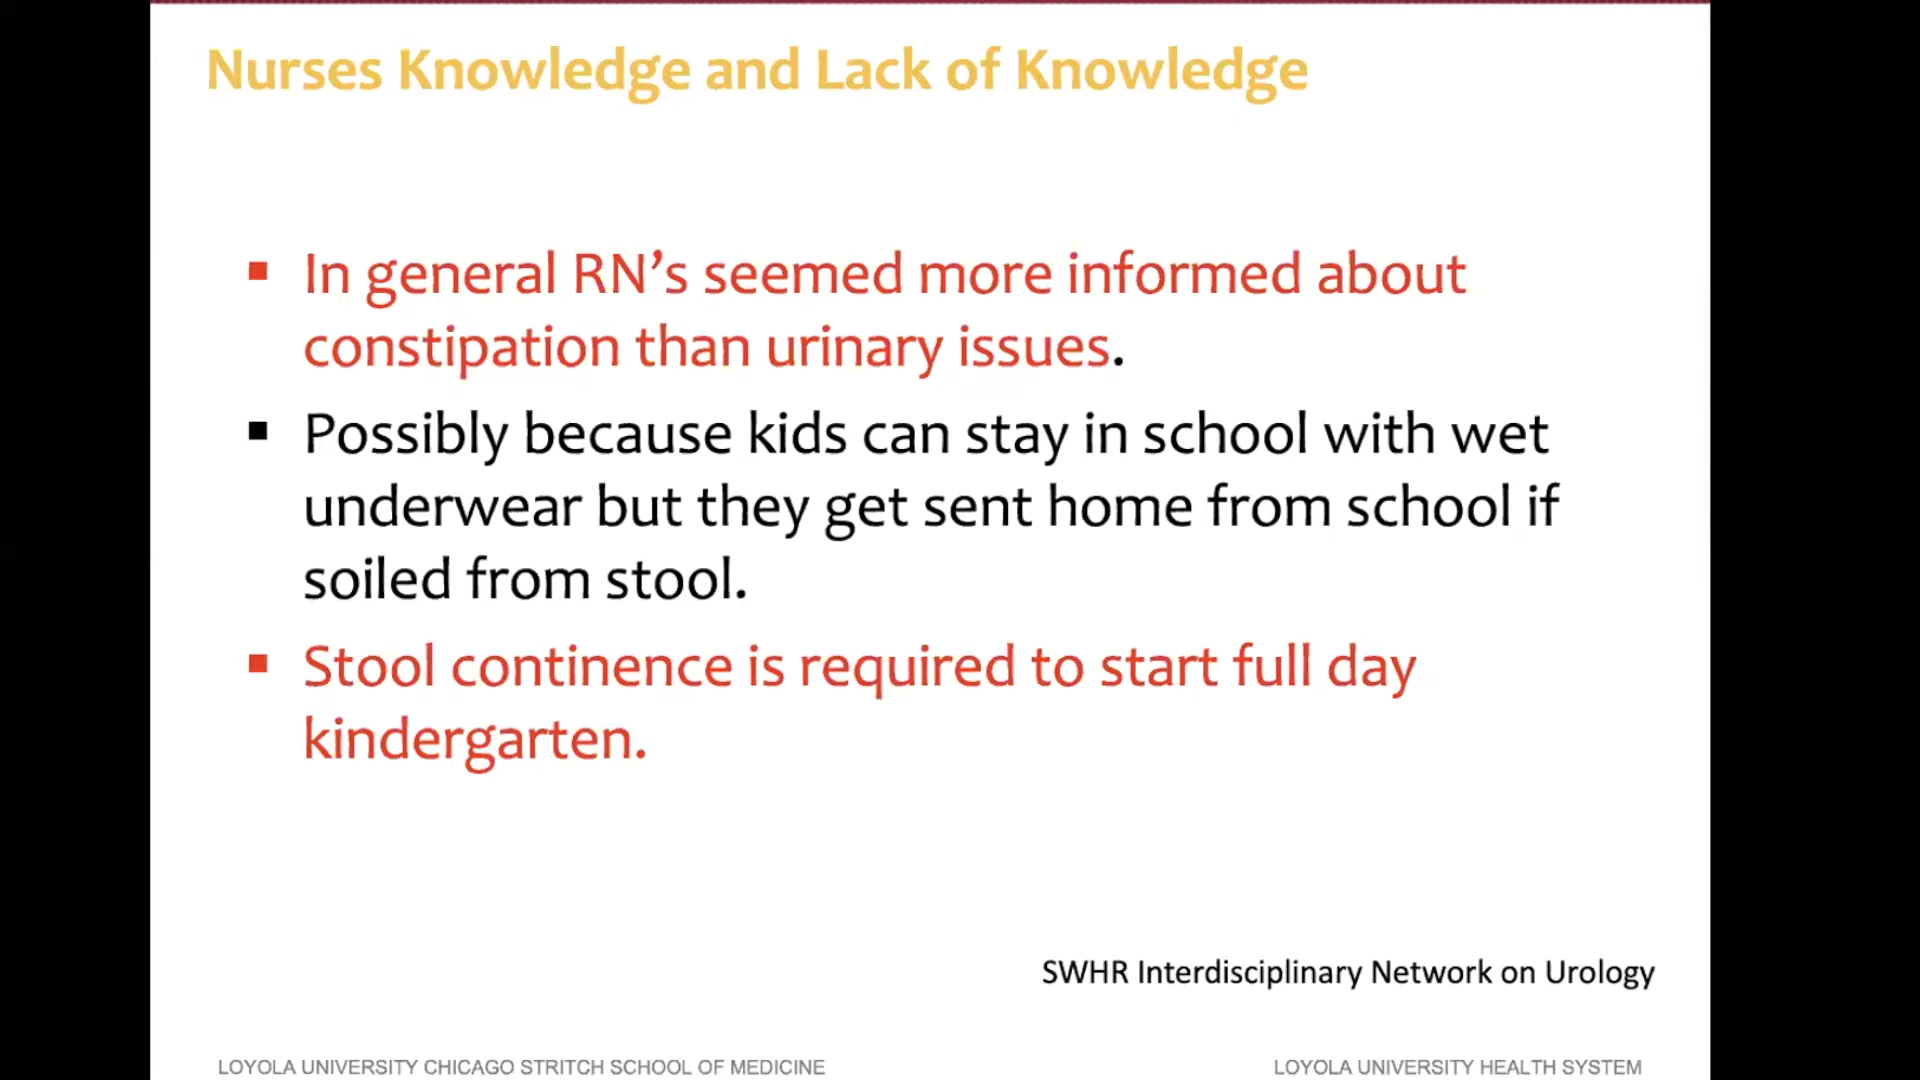 Nurses Knowledge and Lack of Knowledge
▪ In general RN’s seemed more informed about
constipation than urinary issues.
▪ Possibly because kids can stay in school with wet
underwear but they get sent home from school if
soiled from stool.
▪ Stool continence is required to start full day
kindergarten.
SWHR Interdisciplinary Network on Urology
LOYOLA UNIVERSITY CHICAGO STRITCH SCHOOL OF MEDICINE
LOYOLA UNIVERSITY HEALTH SYSTEM